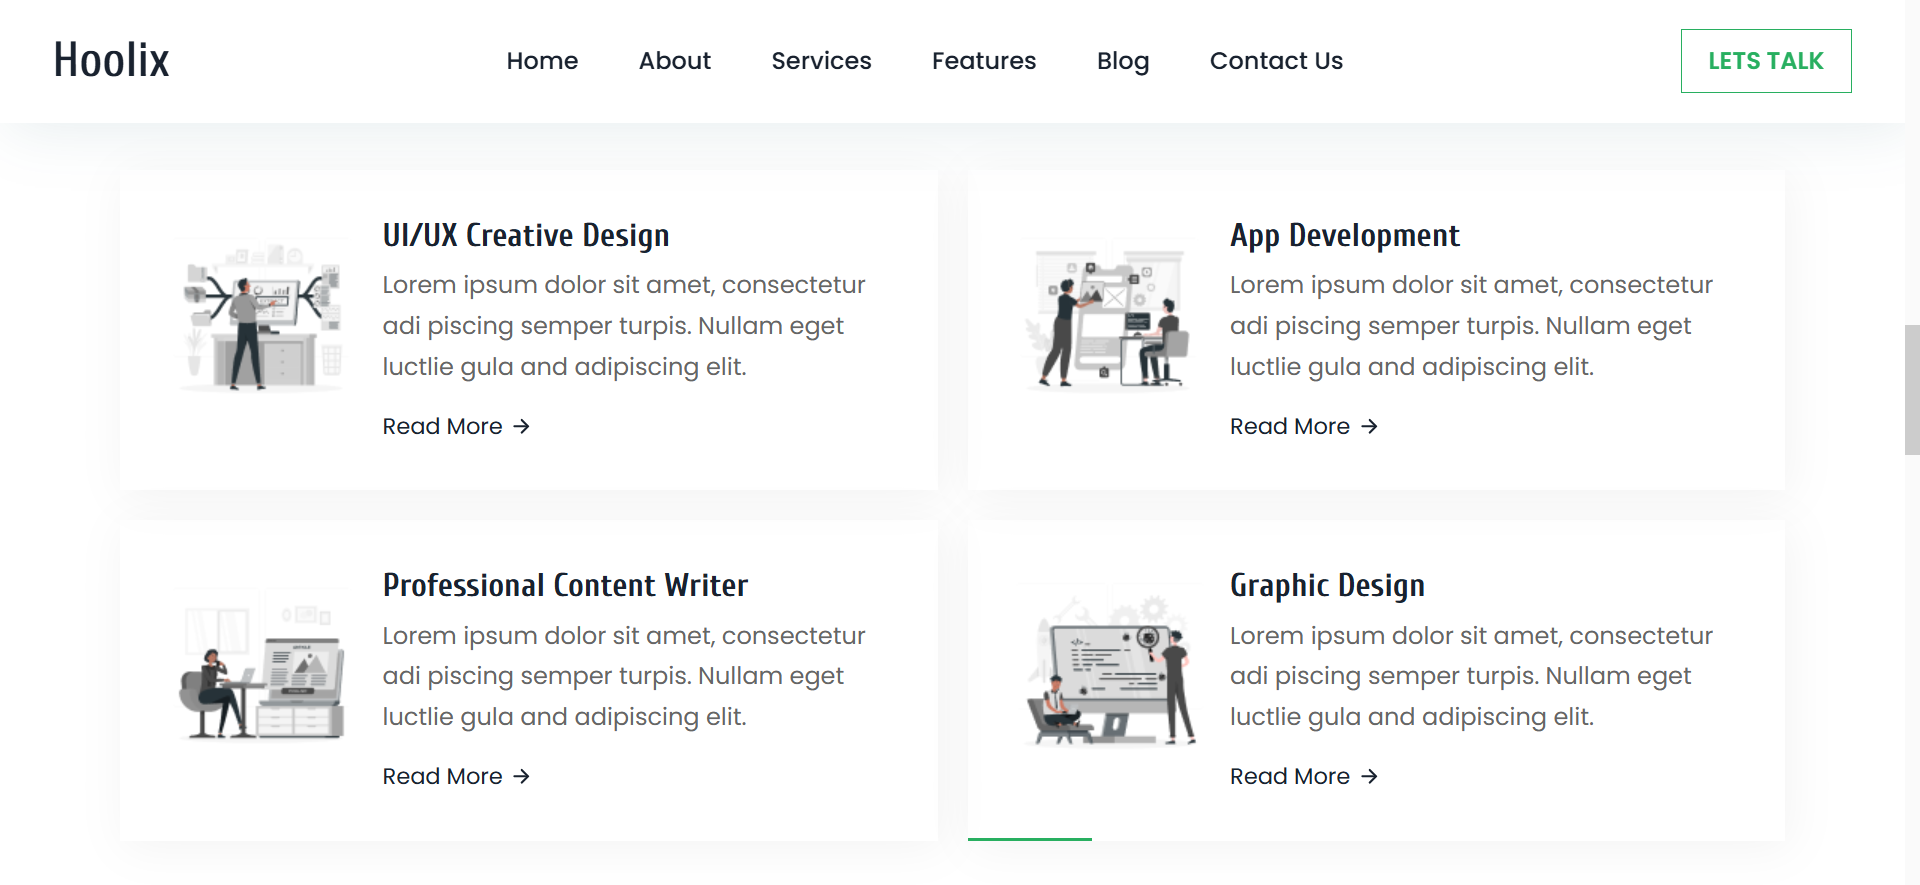 Hoolix
Home
About
Services
Features
Blog
Contact Us
LETS TALK
UI/UX Creative Design
Lorem ipsum dolor sit amet, consectetur
adi piscing semper turpis. Nullam eget
luctlie gula and adipiscing elit.
Read More →
App Development
Lorem ipsum dolor sit amet, consectetur
adi piscing semper turpis. Nullam eget
luctlie gula and adipiscing elit.
Read More →
Professional Content Writer
Lorem ipsum dolor sit amet, consectetur
adi piscing semper turpis. Nullam eget
luctlie gula and adipiscing elit.
Read More →
Graphic Design
Lorem ipsum dolor sit amet, consectetur
adi piscing semper turpis. Nullam eget
luctlie gula and adipiscing elit.
Read More →